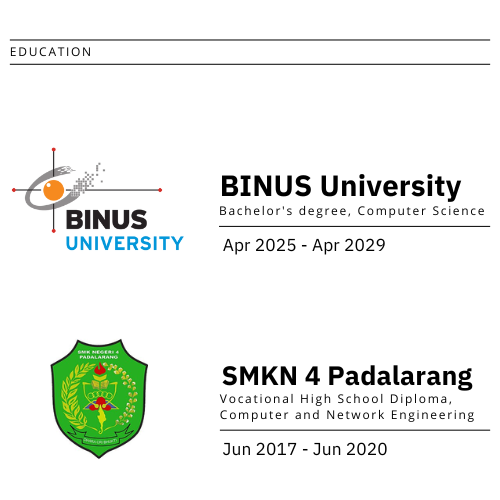 EDUCATION
BINUS
UNIVERSITY
BINUS University
Bachelor's degree, Computer Science
Apr 2025 - Apr 2029
SMK NEGERI 4
PADALARANG
SMKN 4 Padalarang
Vocational High School Diploma,
Computer and Network Engineering
Jun 2017 - Jun 2020